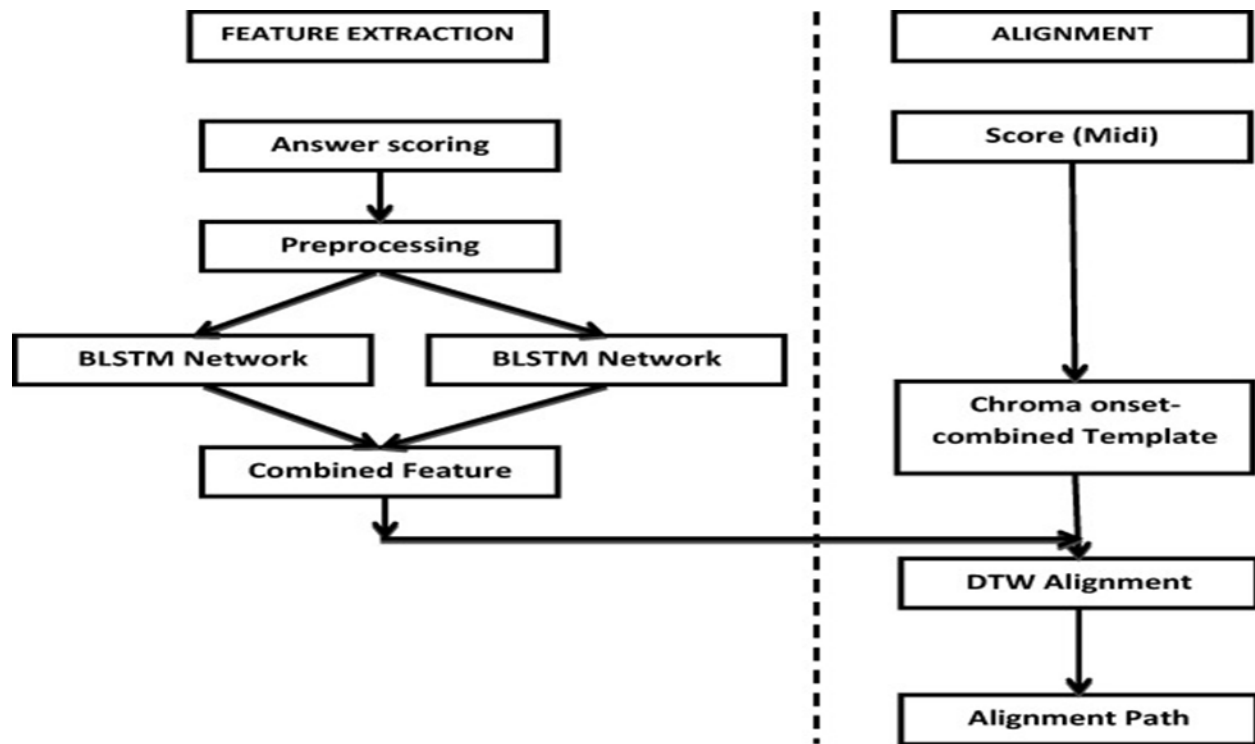 FEATURE EXTRACTION
Answer scoring
Preprocessing
BLSTM Network
BLSTM Network
Combined Feature
ALIGNMENT
Score (Midi)
Chroma onset-
combined Template
DTW Alignment
Alignment Path